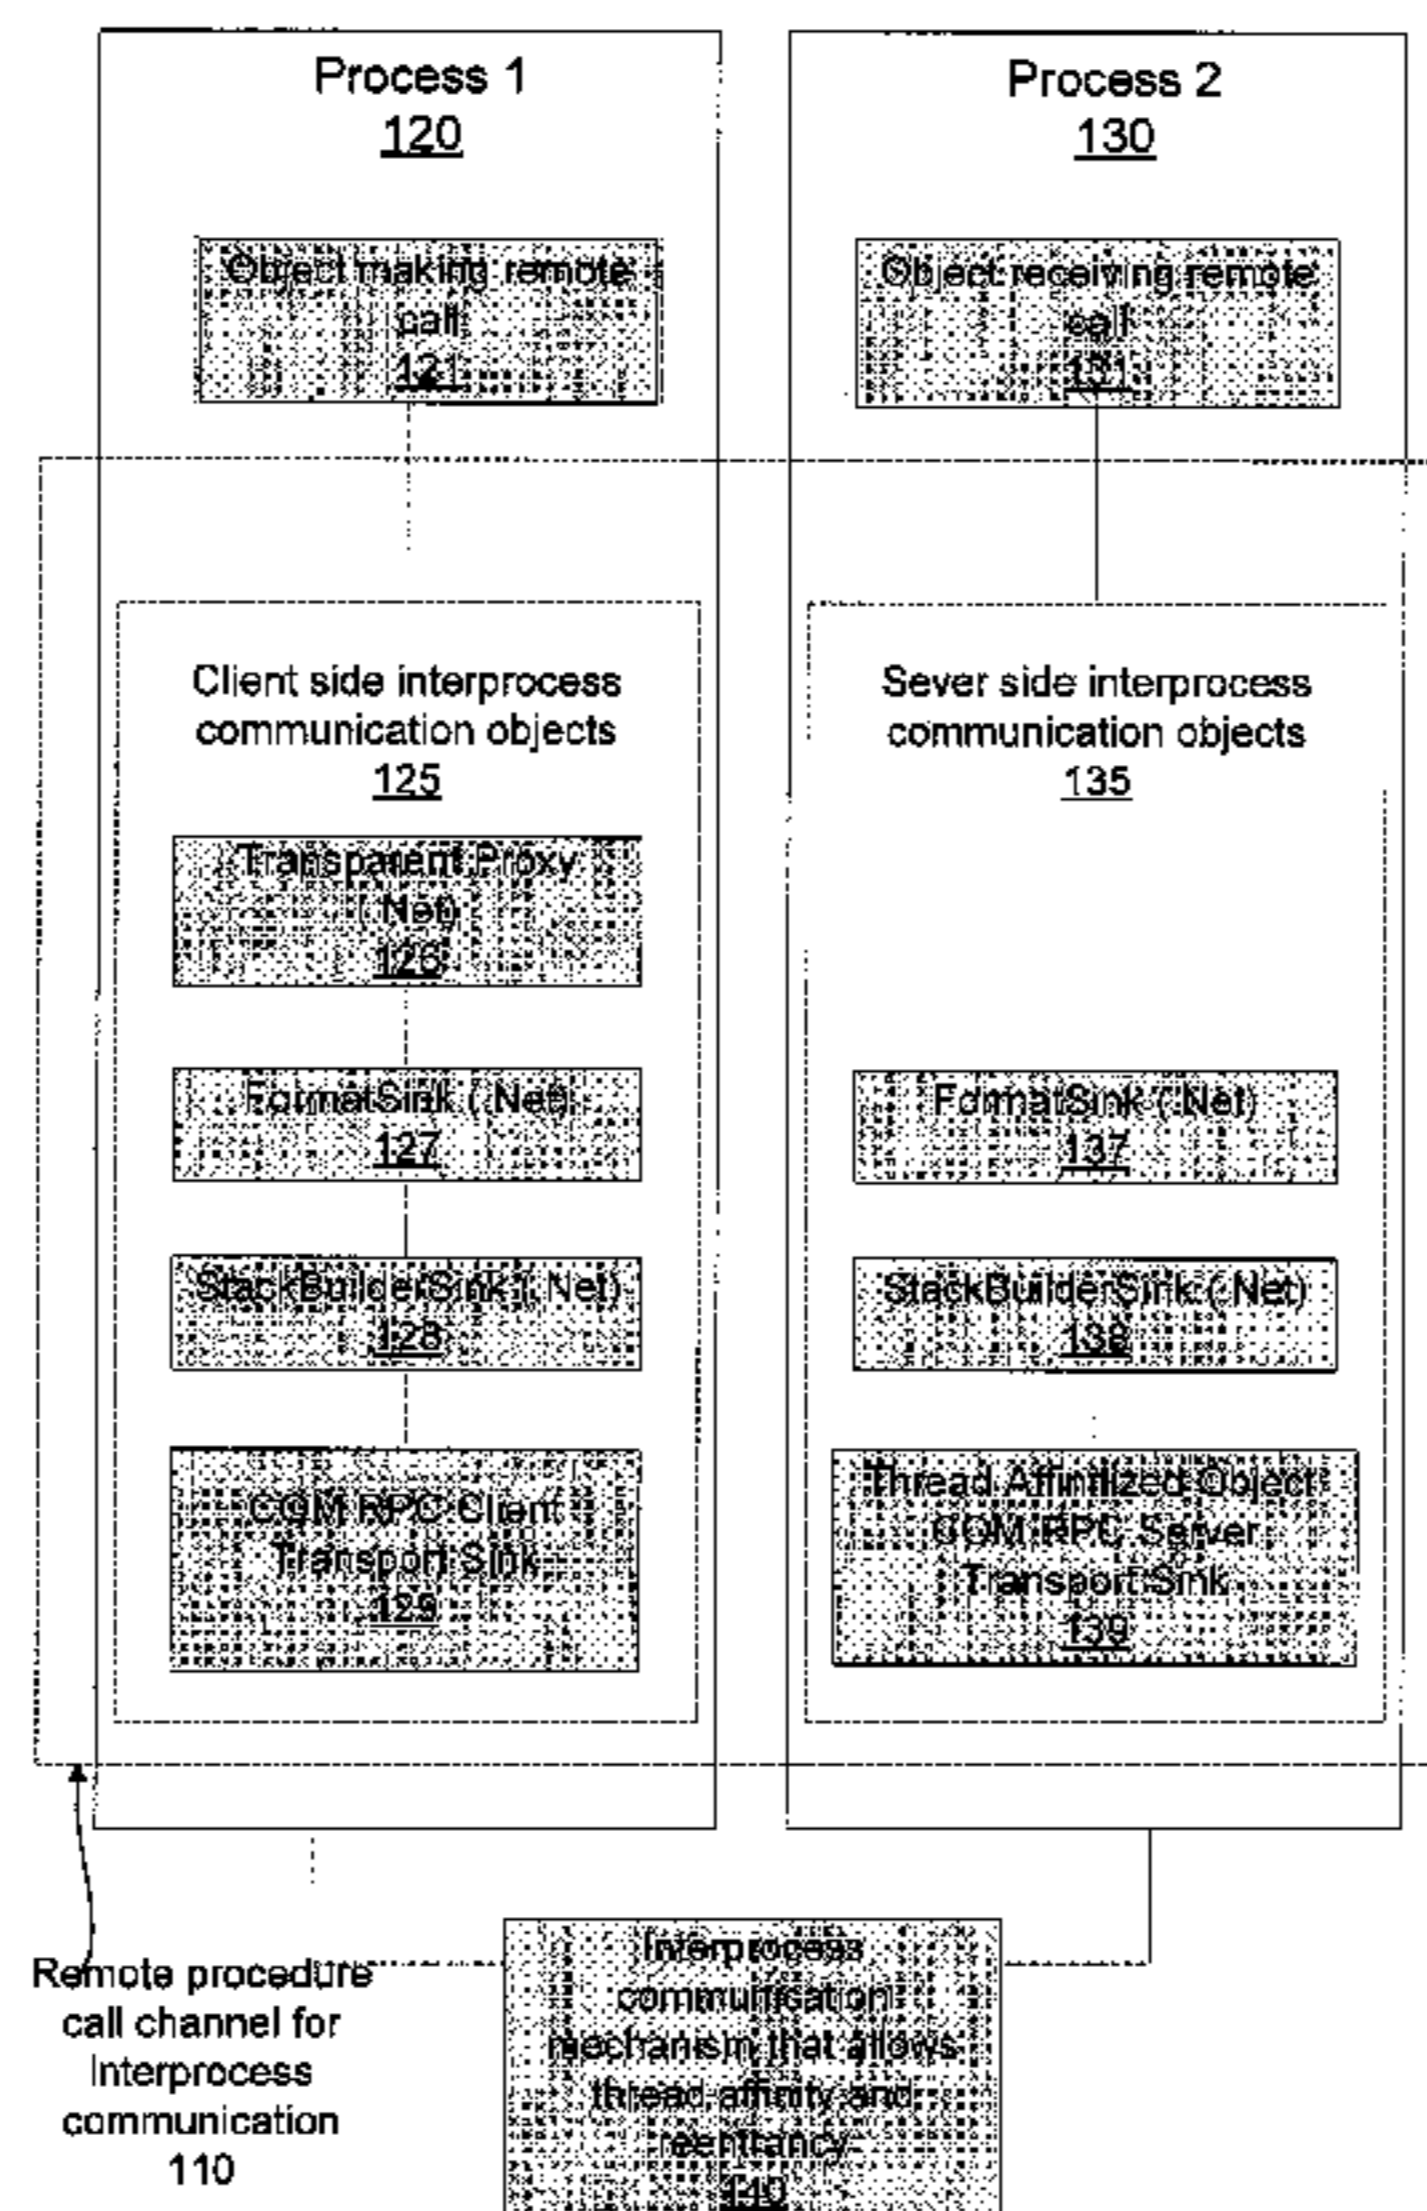 Process 1
120
Object making remote
call
121
Client side interprocess
communication objects
125
Transparent Proxy
(.Net)
126
FormatSink (.Net)
127
StackBuilderSink (.Net)
128
COM RPC Client
Transport Sink
129
Process 2
130
Object receiving remote
call
131
Sever side interprocess
communication objects
135
FormatSink (.Net)
137
StackBuilderSink (.Net)
138
Thread Affinitized Object
COM RPC Server
Transport Sink
139
Remote procedure
call channel for
Interprocess
communication
110
Interprocess
communication
mechanism that allows
thread affinity and
reentrancy
140